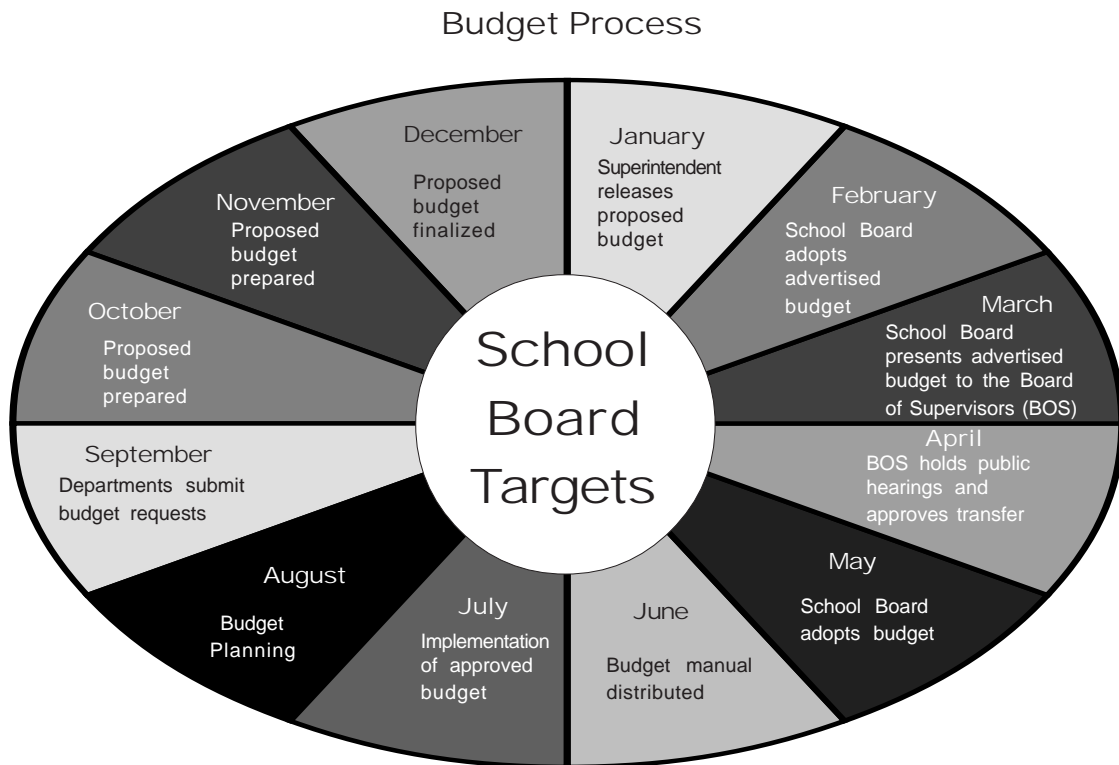 Budget Process
December
Proposed
budget
finalized
January
Superintendent
releases
proposed
budget
February
School Board
adopts
advertised
budget
March
School Board
presents advertised
budget to the Board
of Supervisors (BOS)
April
BOS holds public
hearings and
approves transfer
May
School Board
adopts budget
June
Budget manual
distributed
July
Implementation
of approved
budget
August
Budget
Planning
September
Departments submit
budget requests
October
Proposed
budget
prepared
November
Proposed
budget
prepared
School
Board
Targets